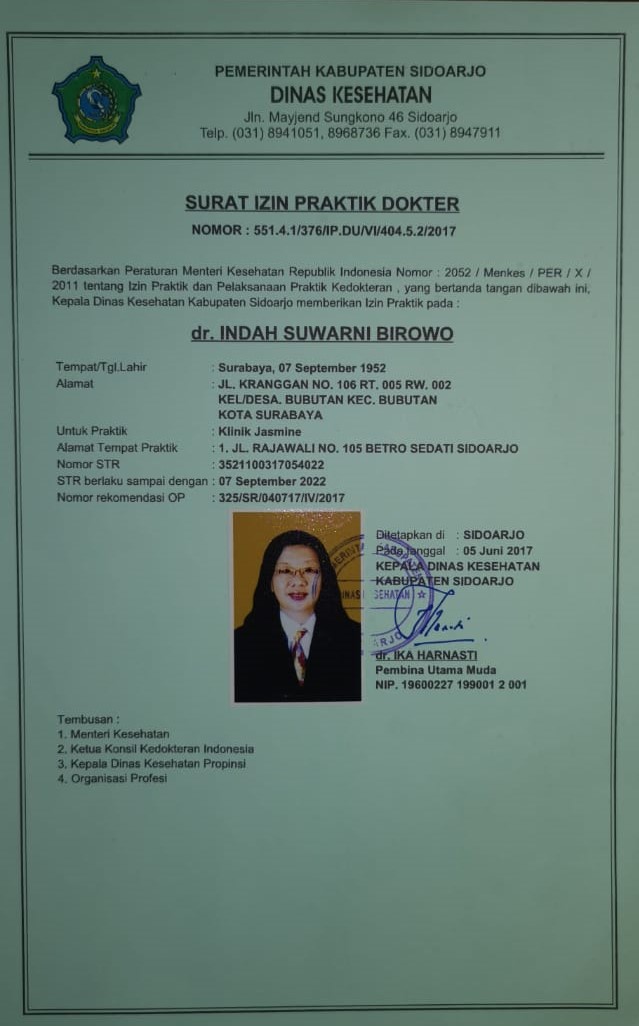 PEMERINTAH KABUPATEN SIDOARJO
DINAS KESEHATAN
Jln. Mayjend Sungkono 46 Sidoarjo
Telp. (031) 8941051, 8968736 Fax. (031) 8947911
SURAT IZIN PRAKTIK DOKTER
NOMOR : 551.4.1/376/IP.DU/VI/404.5.2/2017
Berdasarkan Peraturan Menteri Kesehatan Republik Indonesia Nomor : 2052 / Menkes / PER / X /
2011 tentang Izin Praktik dan Pelaksanaan Praktik Kedokteran , yang bertanda tangan dibawah ini,
Kepala Dinas Kesehatan Kabupaten Sidoarjo memberikan Izin Praktik pada :
dr. INDAH SUWARNI BIROWO
Tempat/Tgl.Lahir : Surabaya, 07 September 1952
Alamat : JL. KRANGGAN NO. 106 RT. 005 RW. 002
KEL/DESA. BUBUTAN KEC. BUBUTAN
KOTA SURABAYA
Untuk Praktik : Klinik Jasmine
Alamat Tempat Praktik : 1. JL. RAJAWALI NO. 105 BETRO SEDATI SIDOARJO
Nomor STR : 3521100317054022
STR berlaku sampai dengan : 07 September 2022
Nomor rekomendasi OP : 325/SR/040717/IV/2017
Ditetapkan di : SIDOARJO
Pada tanggal : 05 Juni 2017
KEPALA DINAS KESEHATAN
KABUPATEN SIDOARJO
dr. IKA HARNASTI
Pembina Utama Muda
NIP. 19600227 199001 2 001
Tembusan :
1. Menteri Kesehatan
2. Ketua Konsil Kedokteran Indonesia
3. Kepala Dinas Kesehatan Propinsi
4. Organisasi Profesi